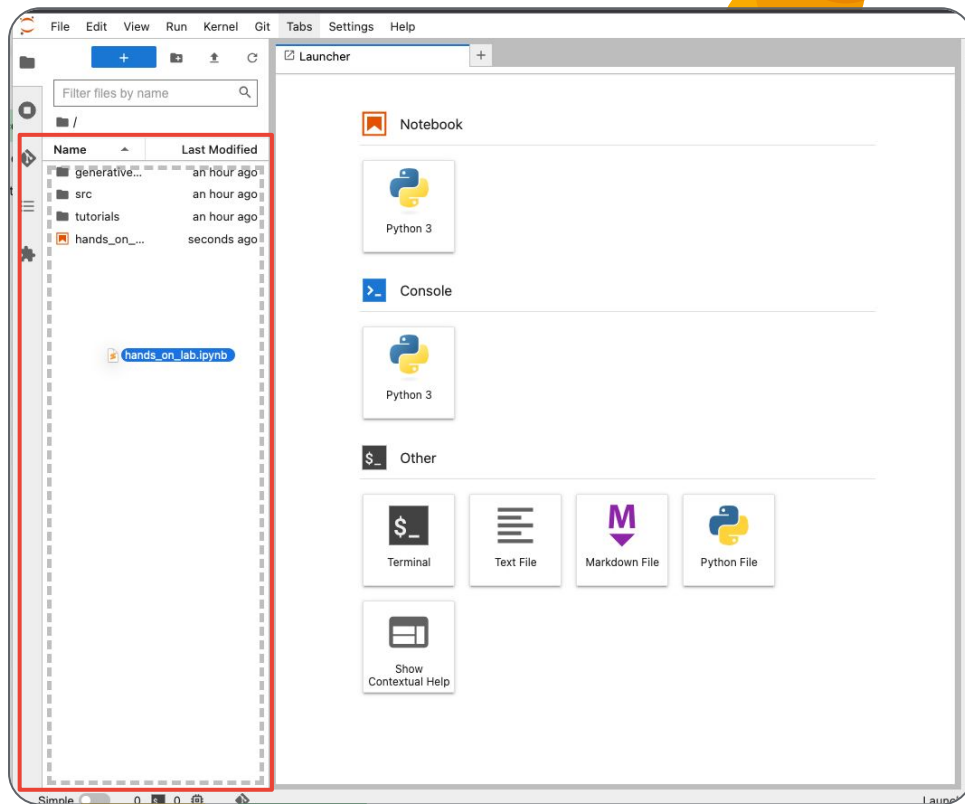 File Edit View Run Kernel Git Tabs Settings Help
+
Launcher +
Filter files by name
/
Name Last Modified
generative... an hour ago
src an hour ago
tutorials an hour ago
hands_on_... seconds ago
hands_on_lab.ipynb
Notebook
Python 3
>_ Console
Python 3
$_ Other
$_
Terminal
Text File
M
Markdown File
Python File
Show
Contextual Help
Simple 0 $_ 0